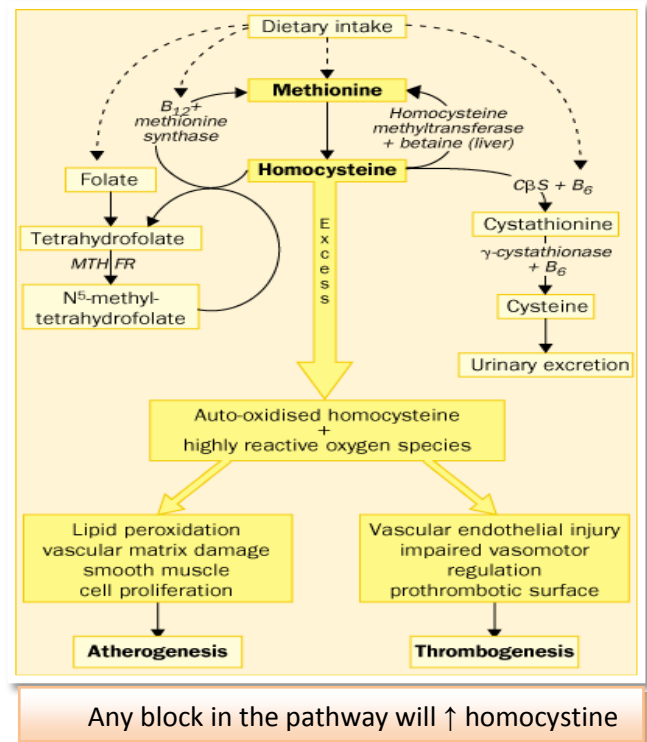 Dietary intake
Methionine
B12+
methionine
synthase
Homocysteine
methyltransferase
+ betaine (liver)
Folate
Homocysteine
CβS + B6
Tetrahydrofolate
Cystathionine
MTHFR
γ-cystathionase
+ B6
N5-methyl-
tetrahydrofolate
Cysteine
Urinary excretion
Excess
Auto-oxidised homocysteine
+
highly reactive oxygen species
Lipid peroxidation
vascular matrix damage
smooth muscle
cell proliferation
Vascular endothelial injury
impaired vasomotor
regulation
prothrombotic surface
Atherogenesis
Thrombogenesis
Any block in the pathway will ↑ homocystine